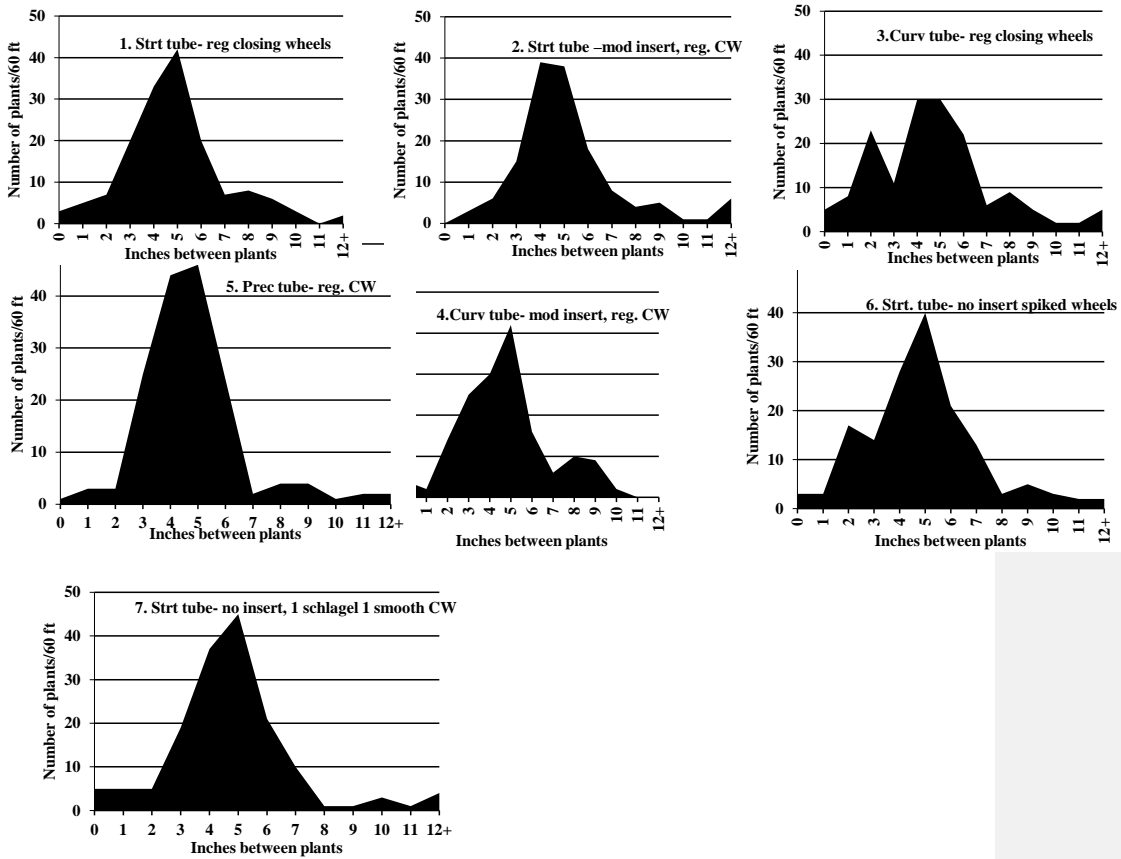 1. Strt tube- reg closing wheels
Number of plants/60 ft
50
40
30
20
10
0
0 1 2 3 4 5 6 7 8 9 10 11 12+
Inches between plants
2. Strt tube –mod insert, reg. CW
Number of plants/60 ft
50
40
30
20
10
0
0 1 2 3 4 5 6 7 8 9 10 11 12+
Inches between plants
3.Curv tube- reg closing wheels
Number of plants/60 ft
50
40
30
20
10
0
0 1 2 3 4 5 6 7 8 9 10 11 12+
Inches between plants
5. Prec tube- reg. CW
Number of plants/60 ft
40
30
20
10
0
0 1 2 3 4 5 6 7 8 9 10 11 12+
Inches between plants
4.Curv tube- mod insert, reg. CW
1 2 3 4 5 6 7 8 9 10 11 12+
Inches between plants
6. Strt. tube- no insert spiked wheels
Number of plants/60 ft
40
30
20
10
0
0 1 2 3 4 5 6 7 8 9 10 11 12+
Inches between plants
7. Strt tube- no insert, 1 schlagel 1 smooth CW
Number of plants/60 ft
50
40
30
20
10
0
0 1 2 3 4 5 6 7 8 9 10 11 12+
Inches between plants